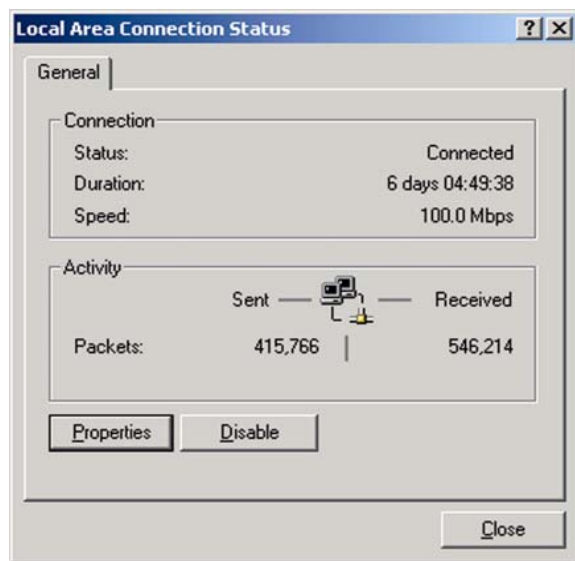 Local Area Connection Status
General
Connection
Status: Connected
Duration: 6 days 04:49:38
Speed: 100.0 Mbps
Activity
Sent Received
Packets: 415,766 546,214
Properties Disable
Close